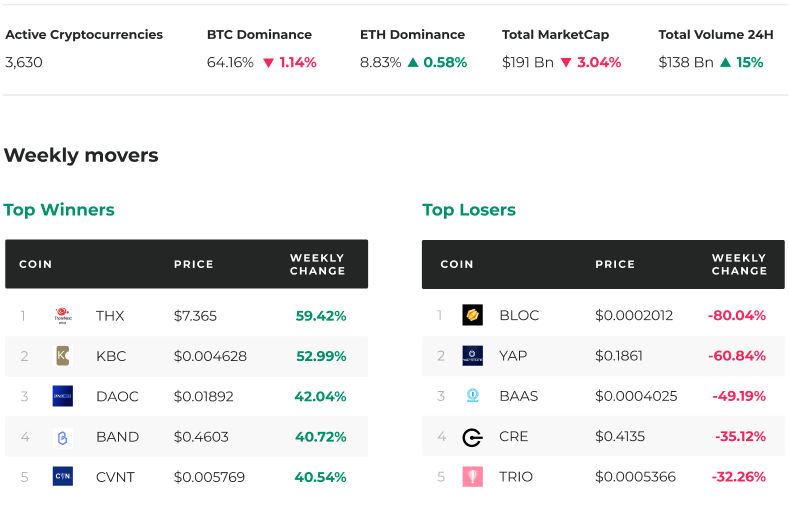 Active Cryptocurrencies BTC Dominance ETH Dominance Total MarketCap Total Volume 24H
3,630 64.16% ▼ 1.14% 8.83% ▲ 0.58% $191 Bn ▼ 3.04% $138 Bn ▲ 15%
Weekly movers
Top Winners
COIN PRICE WEEKLY CHANGE
1 THX $7.365 59.42%
2 KBC $0.004628 52.99%
3 DAOC $0.01892 42.04%
4 BAND $0.4603 40.72%
5 CVNT $0.005769 40.54%
Top Losers
COIN PRICE WEEKLY CHANGE
1 BLOC $0.0002012 -80.04%
2 YAP $0.1861 -60.84%
3 BAAS $0.0004025 -49.19%
4 CRE $0.4135 -35.12%
5 TRIO $0.0005366 -32.26%